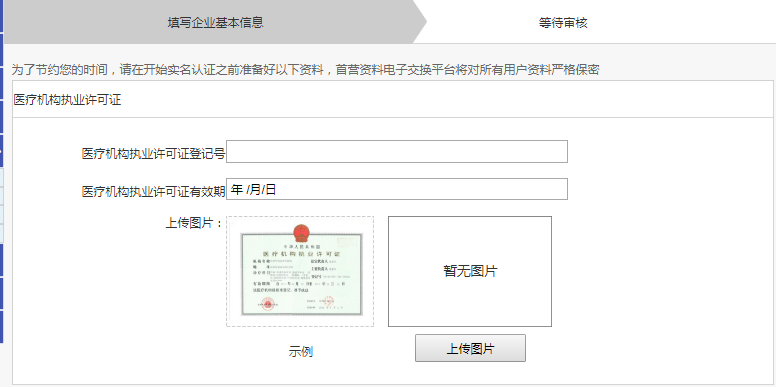 填写企业基本信息
等待审核
为了节约您的时间，请在开始实名认证之前准备好以下资料，首营资料电子交换平台将对所有用户资料严格保密
医疗机构执业许可证
医疗机构执业许可证登记号
医疗机构执业许可证有效期 年 /月/日
上传图片：
中华人民共和国
医疗机构执业许可证
暂无图片
示例
上传图片